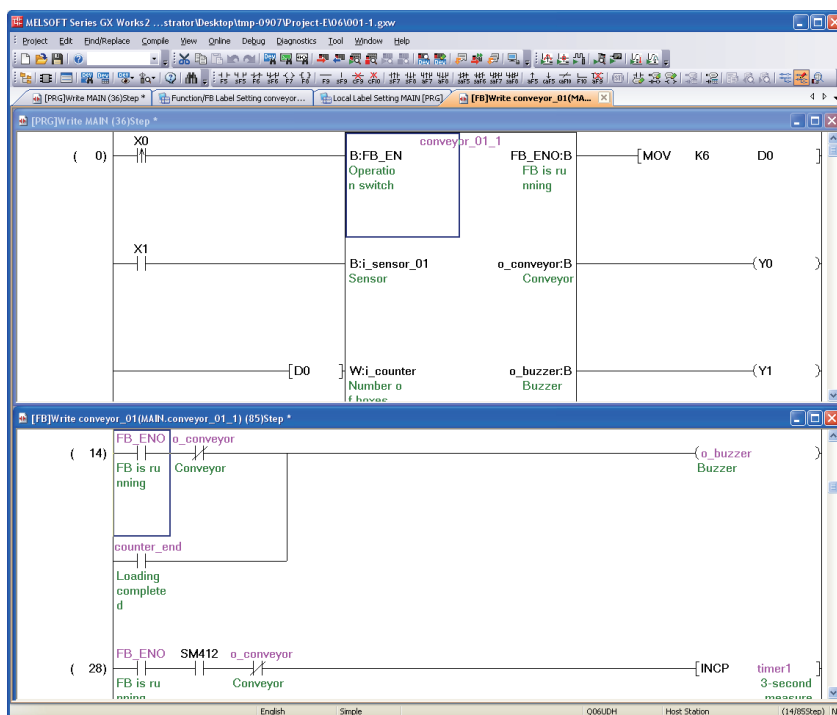 MELSOFT Series GX Works2 ...strator\Desktop\tmp-0907\Project-E\06\001-1.gxw
Project Edit Find/Replace Compile View Online Debug Diagnostics Tool Window Help
[PRG]Write MAIN (36)Step * Function/FB Label Setting conveyor... Local Label Setting MAIN [PRG] [FB]Write conveyor_01(MA...
[PRG]Write MAIN (36)Step *
X0 conveyor_01_1
( 0) B:FB_EN FB_ENO:B [MOV K6 D0 ]
Operatio FB is ru
n switch nning
X1
B:i_sensor_01 o_conveyor:B (Y0 )
Sensor Conveyor
[D0 ] W:i_counter o_buzzer:B (Y1 )
Number o Buzzer
f boxes
[FB]Write conveyor_01(MAIN.conveyor_01_1) (85)Step *
FB_ENO o_conveyor
( 14) (o_buzzer )
FB is ru Conveyor Buzzer
nning
counter_end
Loading
complete
d
FB_ENO SM412 o_conveyor
( 28) [INCP timer1
FB is ru Conveyor 3-second
nning measure
English Simple Q06UDH Host Station (14/85Step)